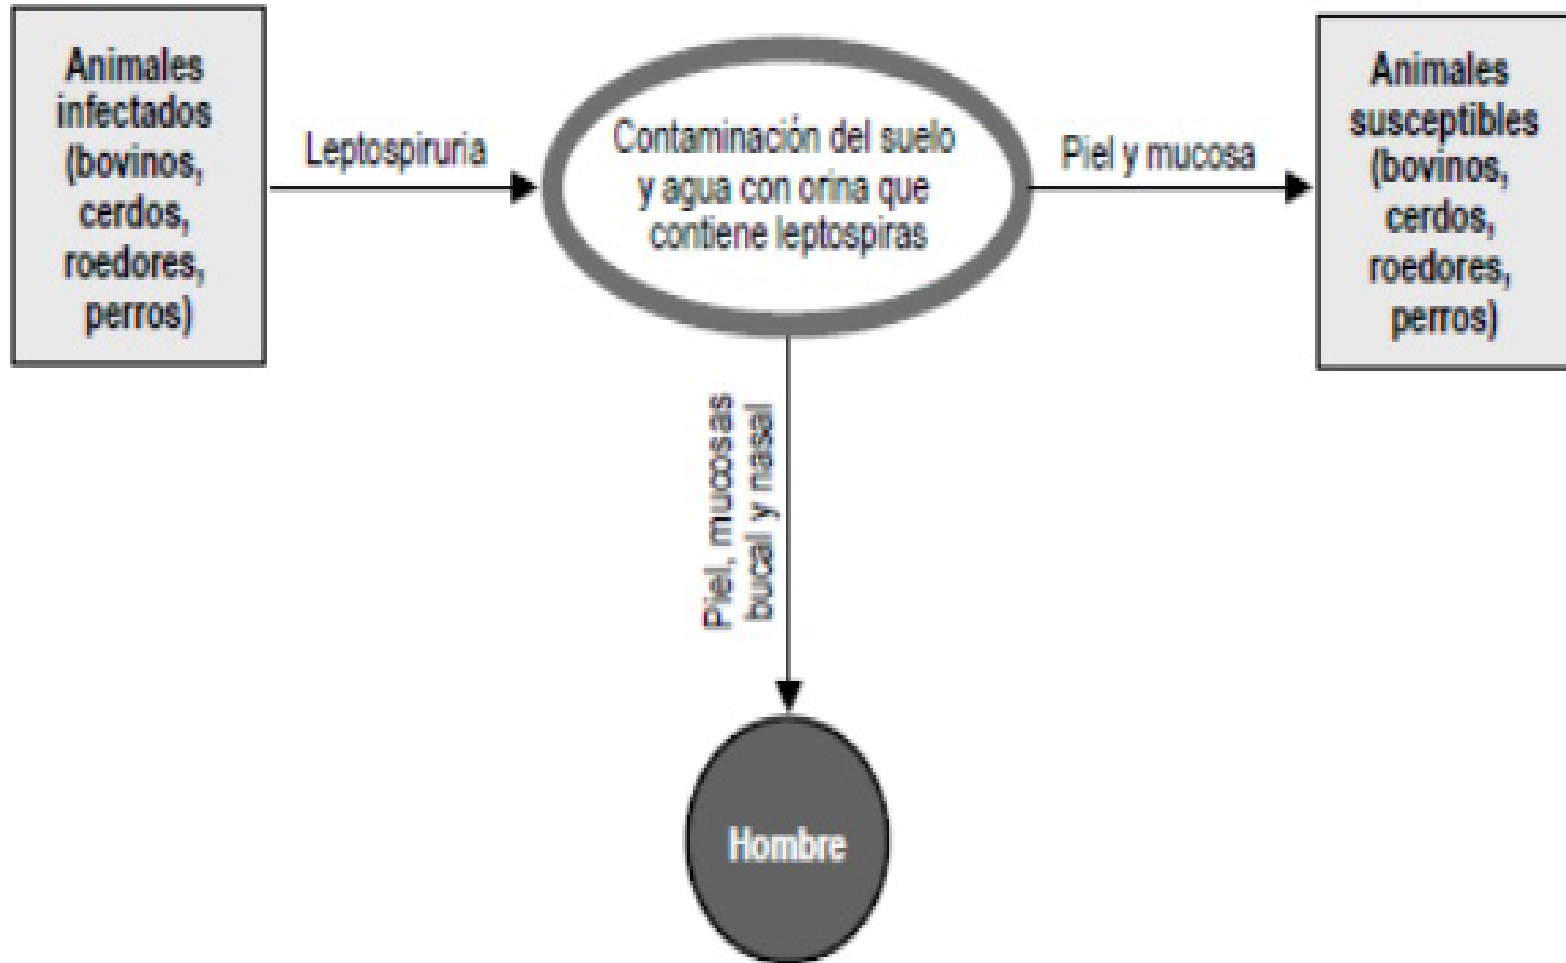 Animales
infectados
(bovinos,
cerdos,
roedores,
perros)
Leptospiruria
Contaminación del suelo
y agua con orina que
contiene leptospiras
Piel y mucosa
Animales
susceptibles
(bovinos,
cerdos,
roedores,
perros)
Piel, mucosas
bucal y nasal
Hombre